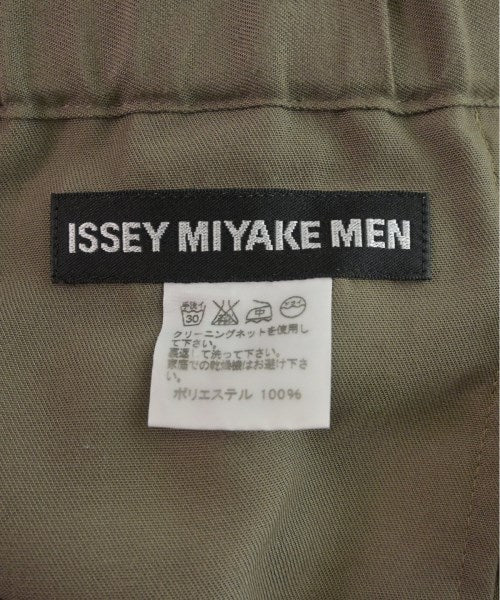 ISSEY MIYAKE MEN
手洗イ 30 中 ドライ
クリーニングネットを使用し
て下さい。
裏返して洗って下さい。
家庭での乾燥機はお避け下さ
い。
ポリエステル 100%